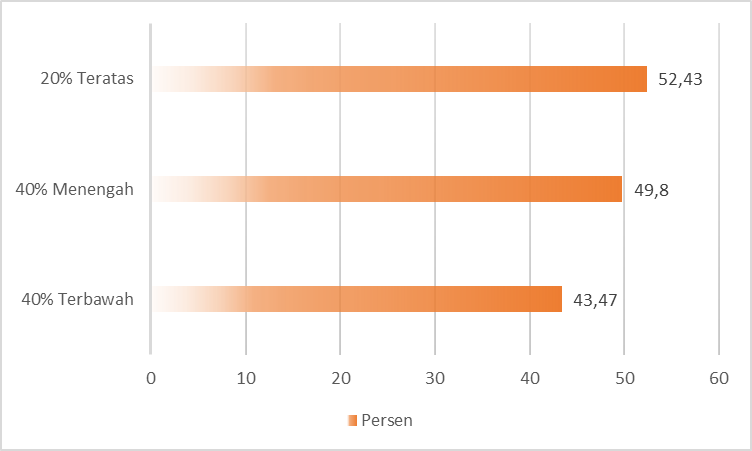 20% Teratas
52,43
40% Menengah
49,8
40% Terbawah
43,47
0 10 20 30 40 50 60
Persen